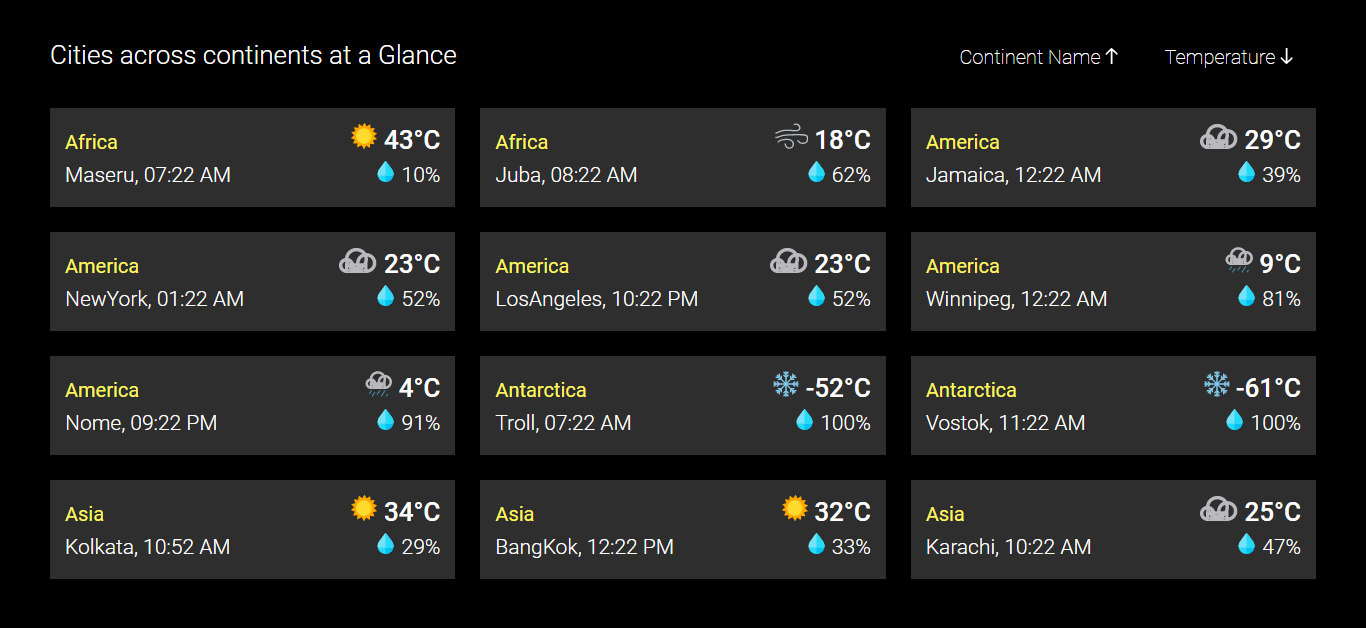 Cities across continents at a Glance
Continent Name↑ Temperature↓
Africa 43°C
Maseru, 07:22 AM 10%
Africa 18°C
Juba, 08:22 AM 62%
America 29°C
Jamaica, 12:22 AM 39%
America 23°C
NewYork, 01:22 AM 52%
America 23°C
LosAngeles, 10:22 PM 52%
America 9°C
Winnipeg, 12:22 AM 81%
America 4°C
Nome, 09:22 PM 91%
Antarctica -52°C
Troll, 07:22 AM 100%
Antarctica -61°C
Vostok, 11:22 AM 100%
Asia 34°C
Kolkata, 10:52 AM 29%
Asia 32°C
BangKok, 12:22 PM 33%
Asia 25°C
Karachi, 10:22 AM 47%